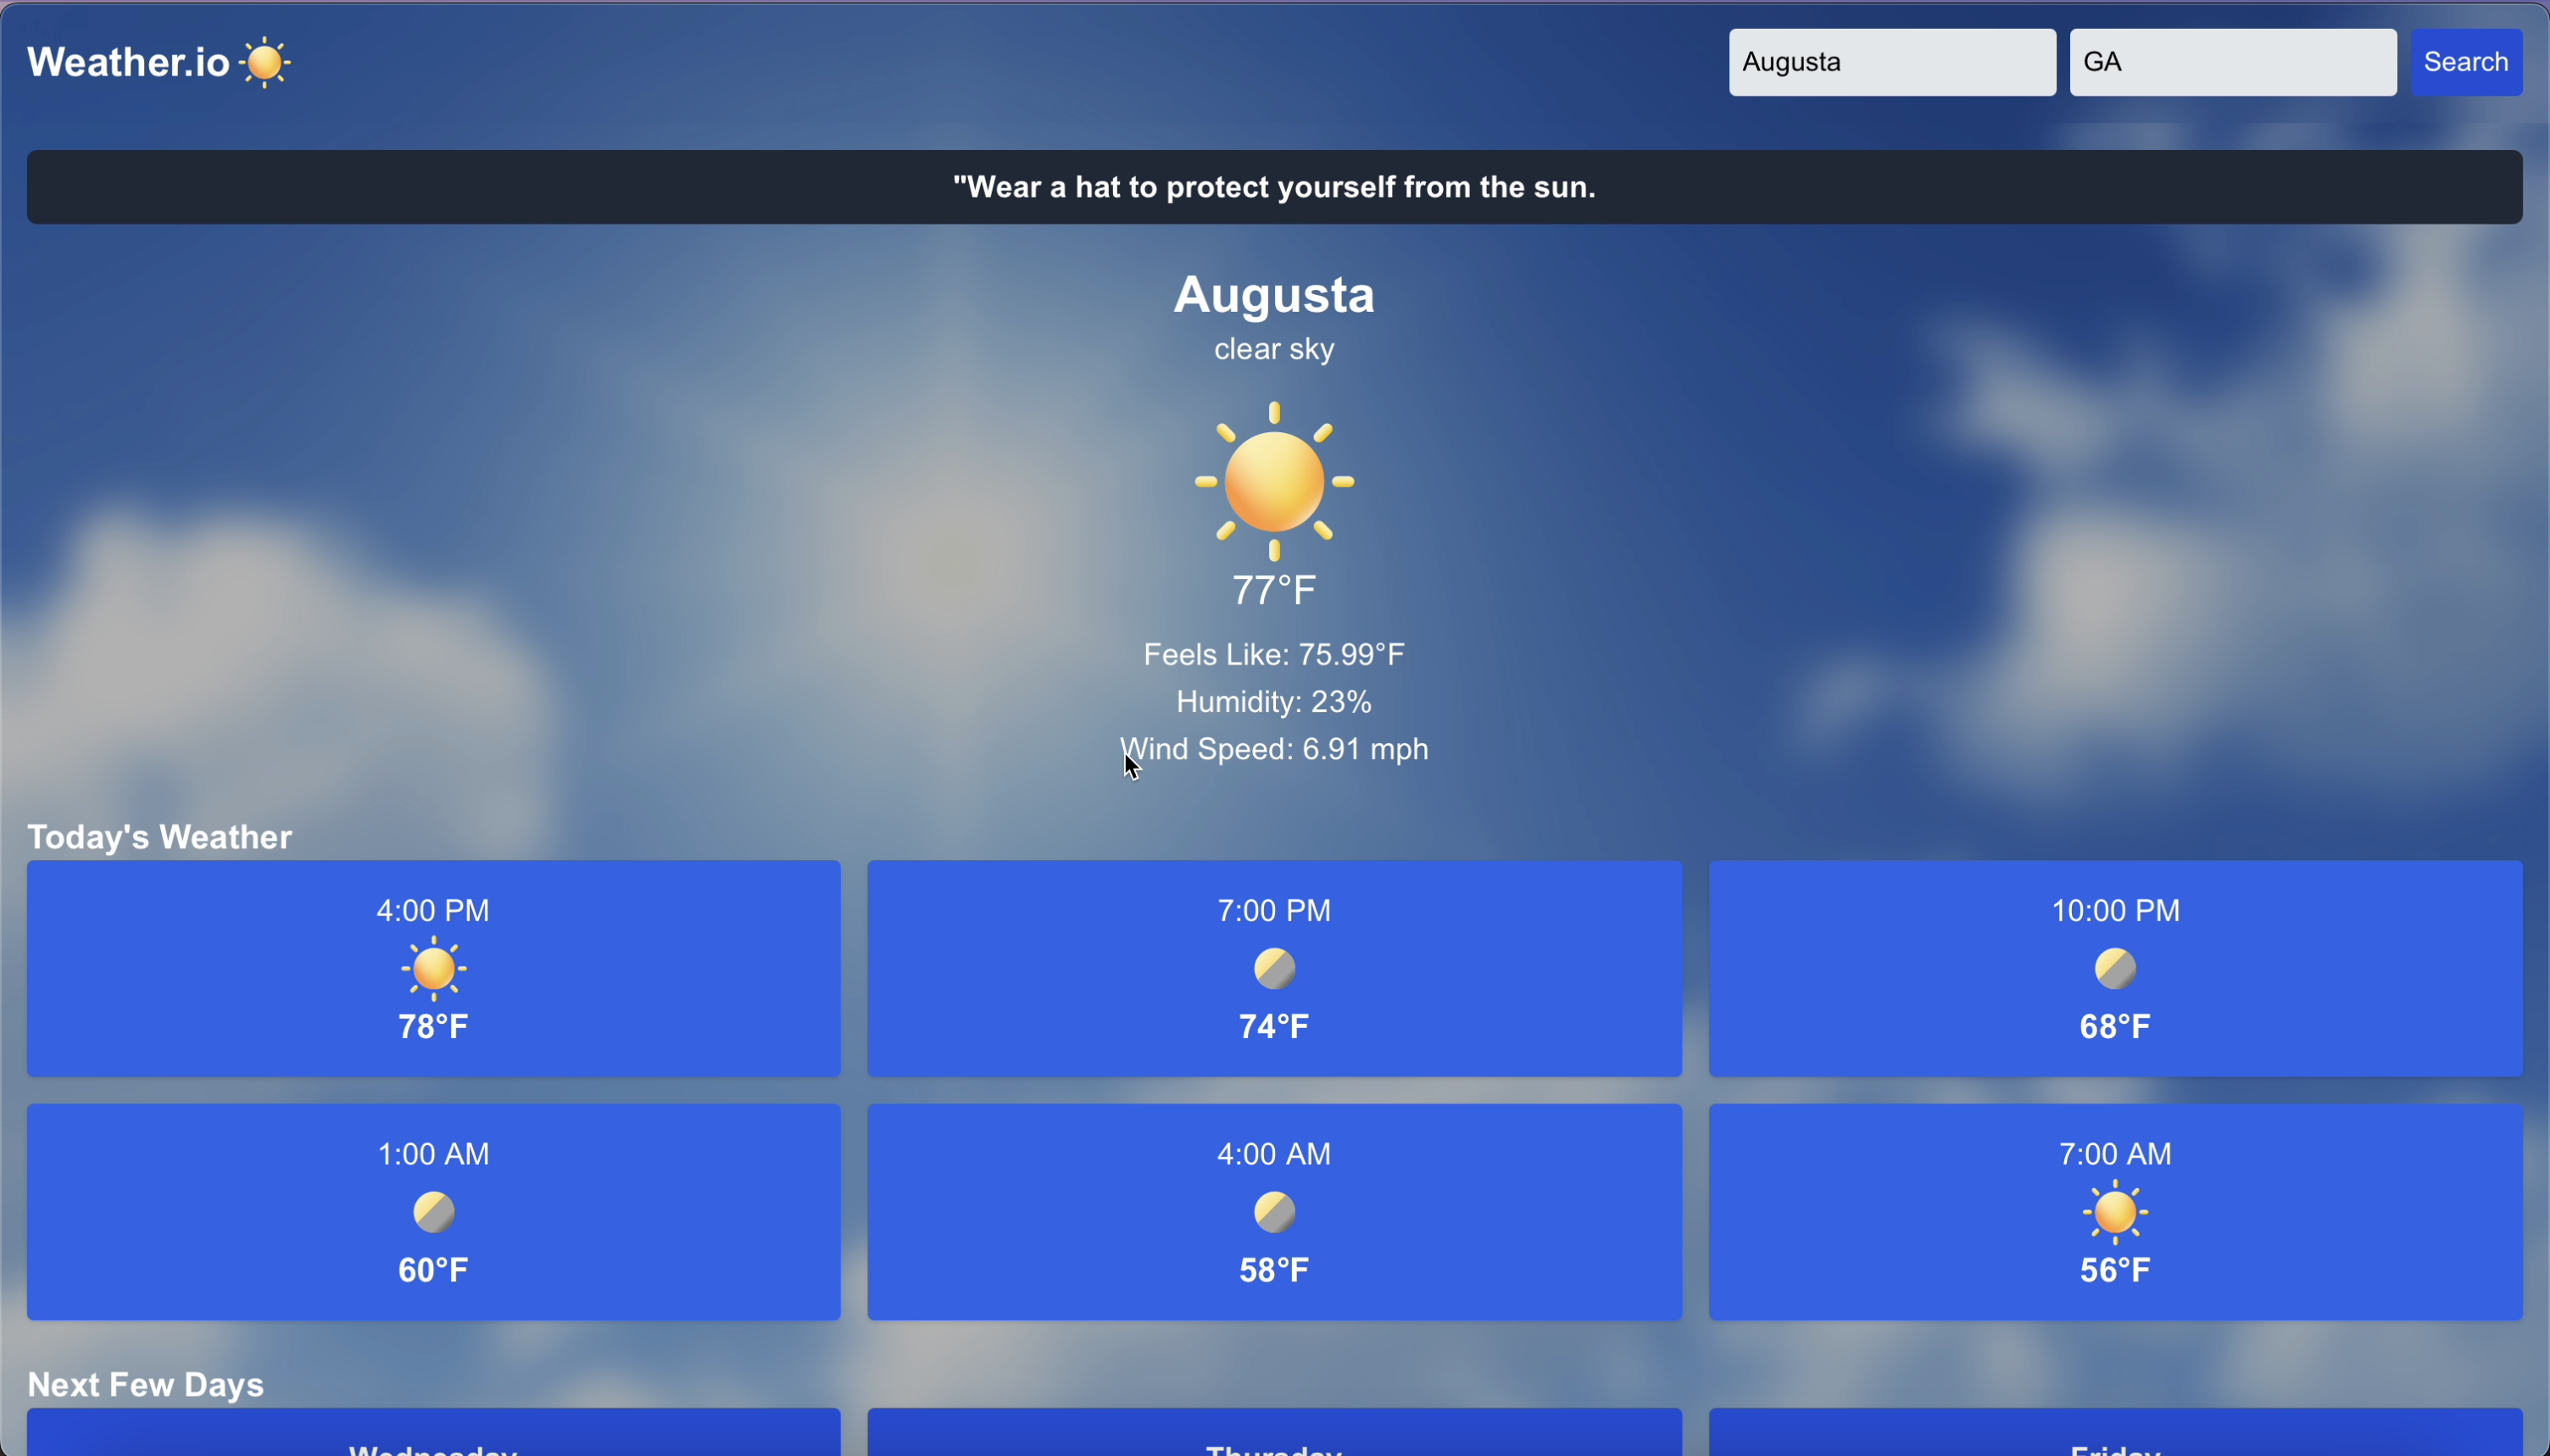 Weather.io
Augusta
GA
Search
"Wear a hat to protect yourself from the sun.
Augusta
clear sky
77°F
Feels Like: 75.99°F
Humidity: 23%
Wind Speed: 6.91 mph
Today's Weather
4:00 PM
78°F
7:00 PM
74°F
10:00 PM
68°F
1:00 AM
60°F
4:00 AM
58°F
7:00 AM
56°F
Next Few Days
Wednesday
Thursday
Friday